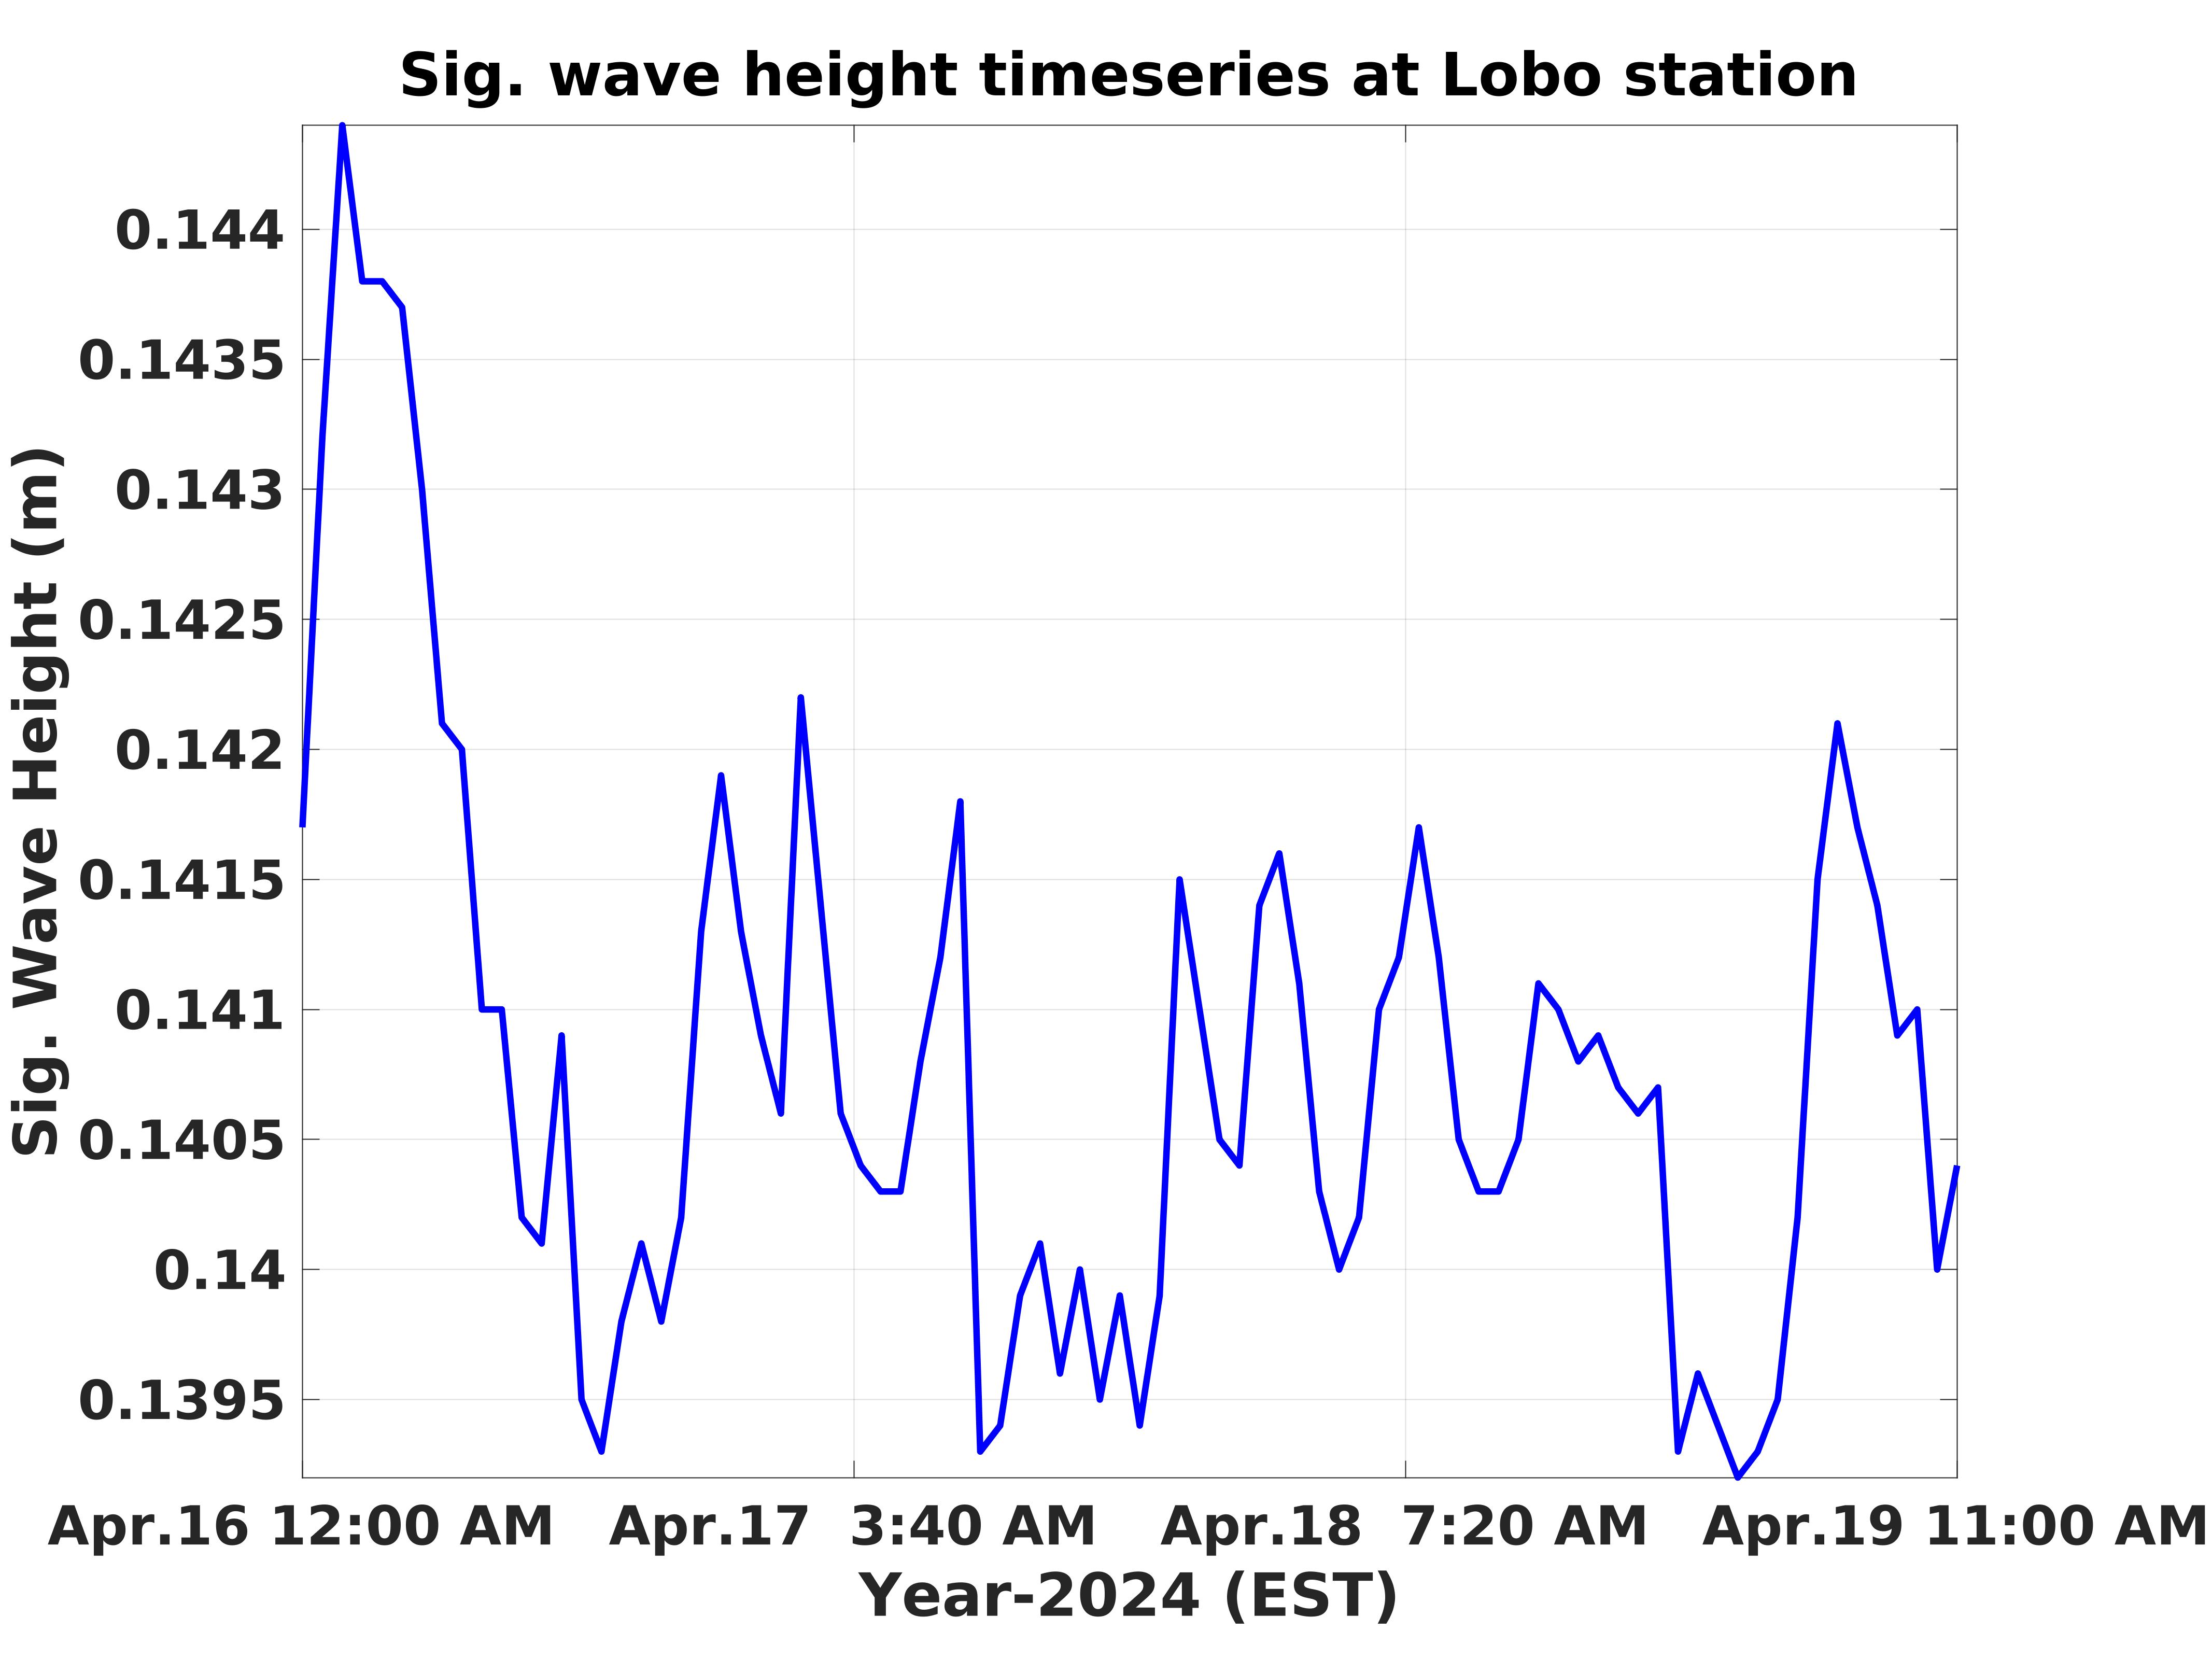 Sig. wave height timeseries at Lobo station
Sig. Wave Height (m)
0.144
0.1435
0.143
0.1425
0.142
0.1415
0.141
0.1405
0.14
0.1395
Apr.16 12:00 AM Apr.17 3:40 AM Apr.18 7:20 AM Apr.19 11:00 AM
Year-2024 (EST)